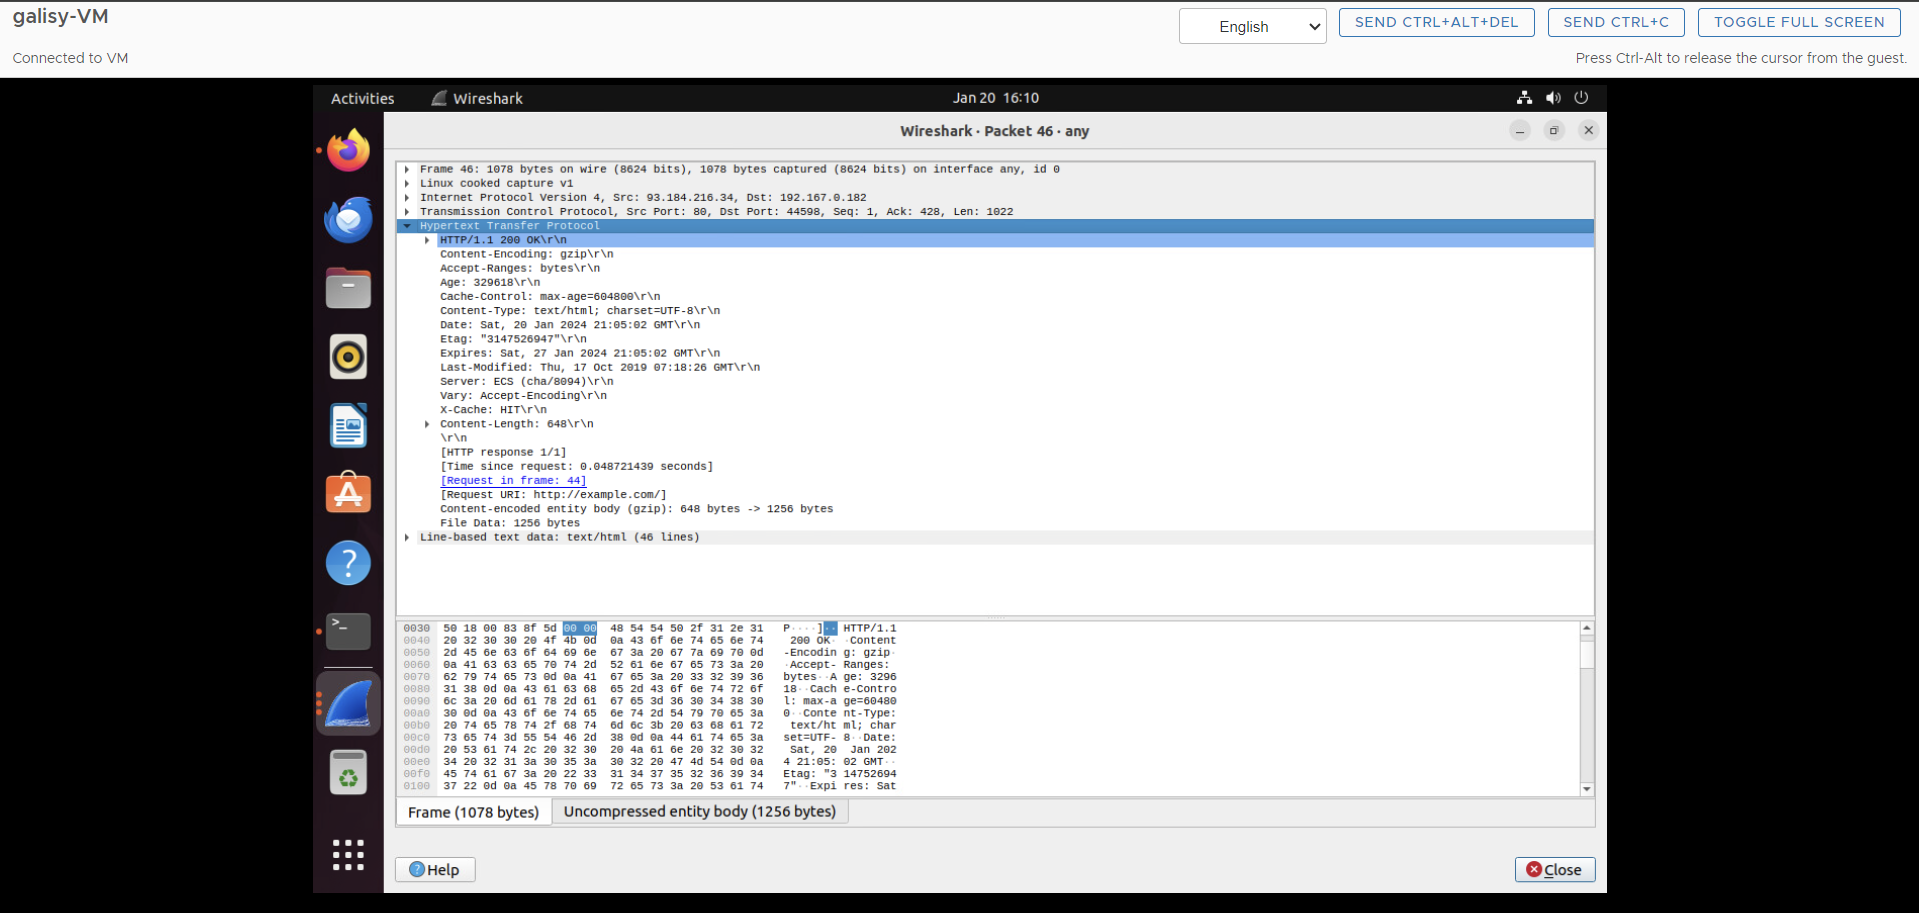 galisy-VM
English
SEND CTRL+ALT+DEL
SEND CTRL+C
TOGGLE FULL SCREEN
Connected to VM
Press Ctrl-Alt to release the cursor from the guest.
Activities
Wireshark
Jan 20 16:10
Wireshark · Packet 46 · any
Frame 46: 1078 bytes on wire (8624 bits), 1078 bytes captured (8624 bits) on interface any, id 0
Linux cooked capture v1
Internet Protocol Version 4, Src: 93.184.216.34, Dst: 192.167.0.182
Transmission Control Protocol, Src Port: 80, Dst Port: 44598, Seq: 1, Ack: 428, Len: 1022
Hypertext Transfer Protocol
HTTP/1.1 200 OK\r\n
Content-Encoding: gzip\r\n
Accept-Ranges: bytes\r\n
Age: 329618\r\n
Cache-Control: max-age=604800\r\n
Content-Type: text/html; charset=UTF-8\r\n
Date: Sat, 20 Jan 2024 21:05:02 GMT\r\n
Etag: "3147526947"\r\n
Expires: Sat, 27 Jan 2024 21:05:02 GMT\r\n
Last-Modified: Thu, 17 Oct 2019 07:18:26 GMT\r\n
Server: ECS (cha/8094)\r\n
Vary: Accept-Encoding\r\n
X-Cache: HIT\r\n
Content-Length: 648\r\n
\r\n
[HTTP response 1/1]
[Time since request: 0.048721439 seconds]
[Request in frame: 44]
[Request URI: http://example.com/]
Content-encoded entity body (gzip): 648 bytes -> 1256 bytes
File Data: 1256 bytes
Line-based text data: text/html (46 lines)
0030 50 18 00 83 8f 5d 00 00 48 54 54 50 2f 31 2e 31 P····]·· HTTP/1.1
0040 20 32 30 30 20 4f 4b 0d 0a 43 6f 6e 74 65 6e 74 200 OK· ·Content
0050 2d 45 6e 63 6f 64 69 6e 67 3a 20 67 7a 69 70 0d -Encodin g: gzip·
0060 0a 41 63 63 65 70 74 2d 52 61 6e 67 65 73 3a 20 ·Accept- Ranges:
0070 62 79 74 65 73 0d 0a 41 67 65 3a 20 33 32 39 36 bytes··A ge: 3296
0080 31 38 0d 0a 43 61 63 68 65 2d 43 6f 6e 74 72 6f 18··Cach e-Contro
0090 6c 3a 20 6d 61 78 2d 61 67 65 3d 36 30 34 38 30 l: max-a ge=60480
00a0 30 0d 0a 43 6f 6e 74 65 6e 74 2d 54 79 70 65 3a 0··Conte nt-Type:
00b0 20 74 65 78 74 2f 68 74 6d 6c 3b 20 63 68 61 72 text/ht ml; char
00c0 73 65 74 3d 55 54 46 2d 38 0d 0a 44 61 74 65 3a set=UTF- 8··Date:
00d0 20 53 61 74 2c 20 32 30 20 4a 61 6e 20 32 30 32 Sat, 20 Jan 202
00e0 34 20 32 31 3a 30 35 3a 30 32 20 47 4d 54 0d 0a 4 21:05: 02 GMT··
00f0 45 74 61 67 3a 20 22 33 31 34 37 35 32 36 39 34 Etag: "3 14752694
0100 37 22 0d 0a 45 78 70 69 72 65 73 3a 20 53 61 74 7"··Expi res: Sat
Frame (1078 bytes)
Uncompressed entity body (1256 bytes)
Help
Close